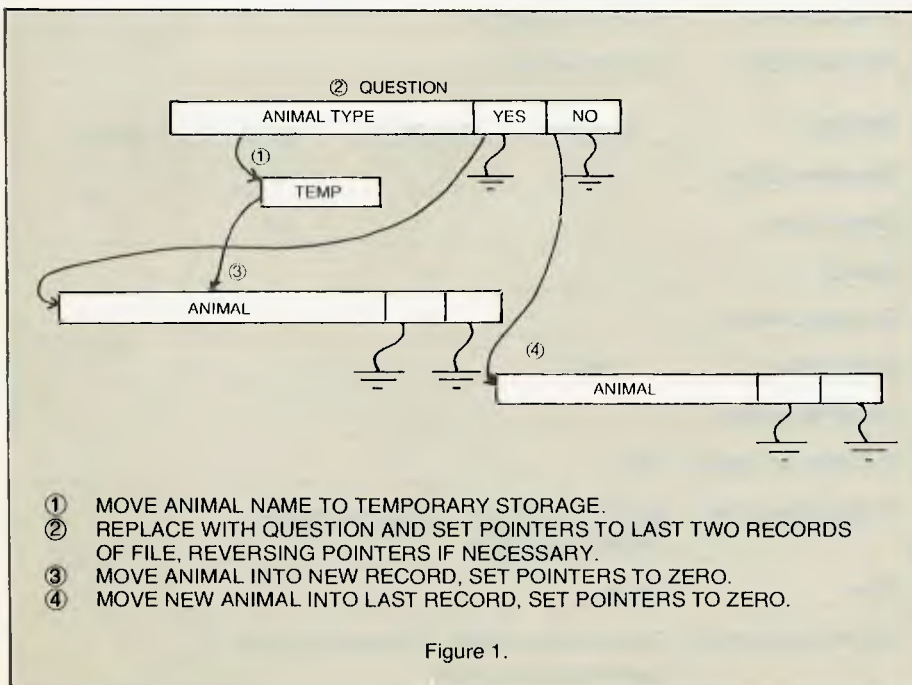 ② QUESTION
ANIMAL TYPE YES NO
①
TEMP
③
ANIMAL
④
ANIMAL
① MOVE ANIMAL NAME TO TEMPORARY STORAGE.
② REPLACE WITH QUESTION AND SET POINTERS TO LAST TWO RECORDS
OF FILE, REVERSING POINTERS IF NECESSARY.
③ MOVE ANIMAL INTO NEW RECORD, SET POINTERS TO ZERO.
④ MOVE NEW ANIMAL INTO LAST RECORD, SET POINTERS TO ZERO.
Figure 1.